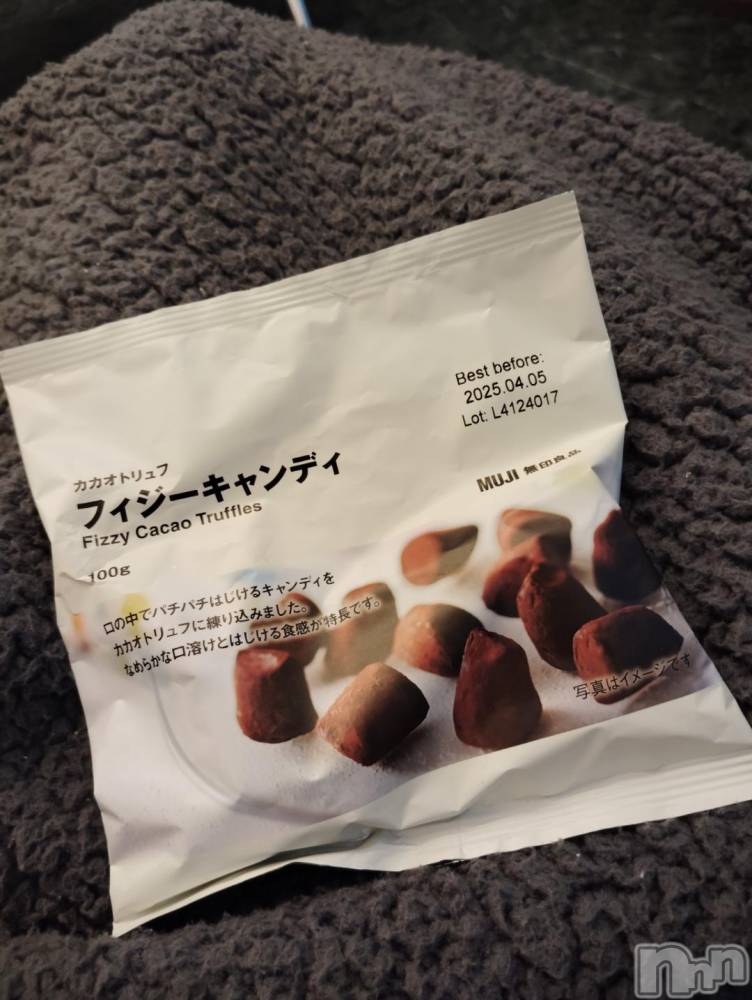 Best before:
2025.04.05
Lot: L4124017
カカオトリュフ
フィジーキャンディ
Fizzy Cacao Truffles
MUJI 無印良品
100g
口の中でパチパチはじけるキャンディを
カカオトリュフに練り込みました。
なめらかな口溶けとはじける食感が特長です。
写真はイメージです
nnn